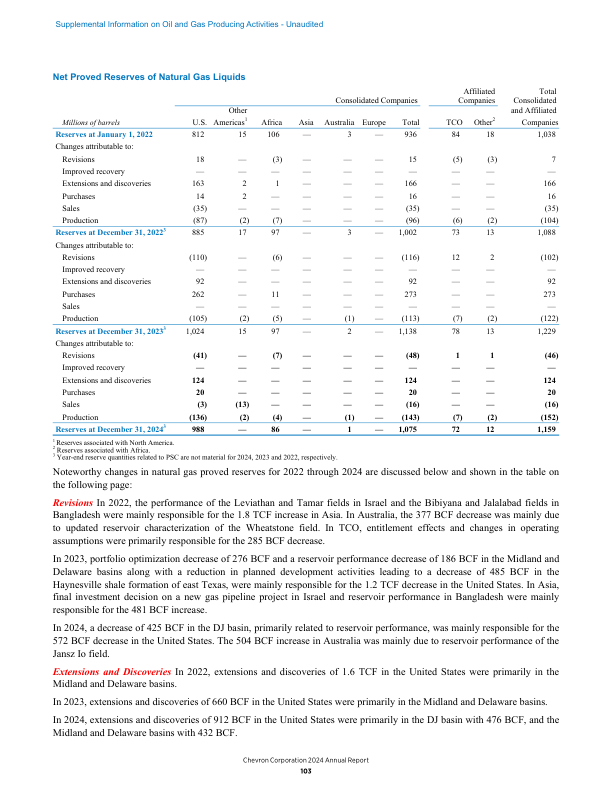 Supplemental Information on Oil and Gas Producing Activities - Unaudited
Net Proved Reserves of Natural Gas Liquids
Consolidated Companies Affiliated Companies Total Consolidated and Affiliated Companies
Millions of barrels U.S. Other Americas¹ Africa Asia Australia Europe Total TCO Other²
Reserves at January 1, 2022 812 15 106 — 3 — 936 84 18 1,038
Changes attributable to:
Revisions 18 — (3) — — — 15 (5) (3) 7
Improved recovery — — — — — — — — — —
Extensions and discoveries 163 2 1 — — — 166 — — 166
Purchases 14 2 — — — — 16 — — 16
Sales (35) — — — — — (35) — — (35)
Production (87) (2) (7) — — — (96) (6) (2) (104)
Reserves at December 31, 2022³ 885 17 97 — 3 — 1,002 73 13 1,088
Changes attributable to:
Revisions (110) — (6) — — — (116) 12 2 (102)
Improved recovery — — — — — — — — — —
Extensions and discoveries 92 — — — — — 92 — — 92
Purchases 262 — 11 — — — 273 — — 273
Sales — — — — — — — — — —
Production (105) (2) (5) — (1) — (113) (7) (2) (122)
Reserves at December 31, 2023³ 1,024 15 97 — 2 — 1,138 78 13 1,229
Changes attributable to:
Revisions (41) — (7) — — — (48) 1 1 (46)
Improved recovery — — — — — — — — — —
Extensions and discoveries 124 — — — — — 124 — — 124
Purchases 20 — — — — — 20 — — 20
Sales (3) (13) — — — — (16) — — (16)
Production (136) (2) (4) — (1) — (143) (7) (2) (152)
Reserves at December 31, 2024³ 988 — 86 — 1 — 1,075 72 12 1,159
¹ Reserves associated with North America.
² Reserves associated with Africa.
³ Year-end reserve quantities related to PSC are not material for 2024, 2023 and 2022, respectively.
Noteworthy changes in natural gas proved reserves for 2022 through 2024 are discussed below and shown in the table on
the following page:
Revisions In 2022, the performance of the Leviathan and Tamar fields in Israel and the Bibiyana and Jalalabad fields in
Bangladesh were mainly responsible for the 1.8 TCF increase in Asia. In Australia, the 377 BCF decrease was mainly due
to updated reservoir characterization of the Wheatstone field. In TCO, entitlement effects and changes in operating
assumptions were primarily responsible for the 285 BCF decrease.
In 2023, portfolio optimization decrease of 276 BCF and a reservoir performance decrease of 186 BCF in the Midland and
Delaware basins along with a reduction in planned development activities leading to a decrease of 485 BCF in the
Haynesville shale formation of east Texas, were mainly responsible for the 1.2 TCF decrease in the United States. In Asia,
final investment decision on a new gas pipeline project in Israel and reservoir performance in Bangladesh were mainly
responsible for the 481 BCF increase.
In 2024, a decrease of 425 BCF in the DJ basin, primarily related to reservoir performance, was mainly responsible for the
572 BCF decrease in the United States. The 504 BCF increase in Australia was mainly due to reservoir performance of the
Jansz Io field.
Extensions and Discoveries In 2022, extensions and discoveries of 1.6 TCF in the United States were primarily in the
Midland and Delaware basins.
In 2023, extensions and discoveries of 660 BCF in the United States were primarily in the Midland and Delaware basins.
In 2024, extensions and discoveries of 912 BCF in the United States were primarily in the DJ basin with 476 BCF, and the
Midland and Delaware basins with 432 BCF.
Chevron Corporation 2024 Annual Report
103